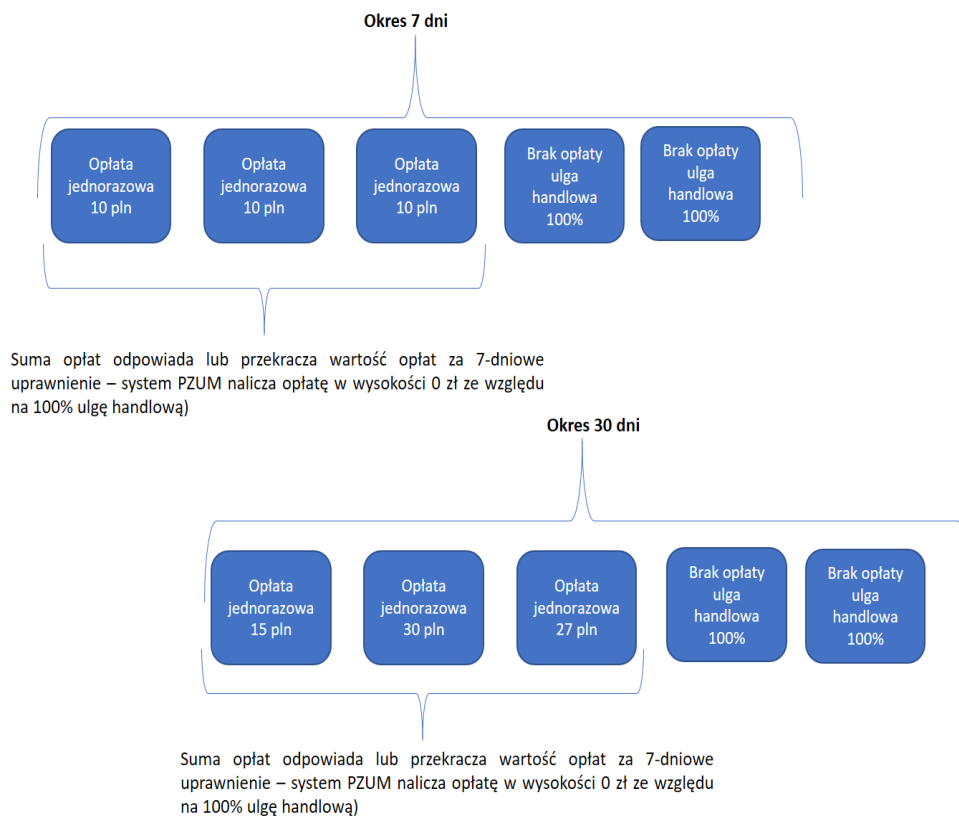 Okres 7 dni
Opłata
jednorazowa
10 pln
Opłata
jednorazowa
10 pln
Opłata
jednorazowa
10 pln
Brak opłaty
ulga
handlowa
100%
Brak opłaty
ulga
handlowa
100%
Suma opłat odpowiada lub przekracza wartość opłat za 7-dniowe
uprawnienie – system PZUM nalicza opłatę w wysokości 0 zł ze względu
na 100% ulgę handlową)
Okres 30 dni
Opłata
jednorazowa
15 pln
Opłata
jednorazowa
30 pln
Opłata
jednorazowa
27 pln
Brak opłaty
ulga
handlowa
100%
Brak opłaty
ulga
handlowa
100%
Suma opłat odpowiada lub przekracza wartość opłat za 7-dniowe
uprawnienie – system PZUM nalicza opłatę w wysokości 0 zł ze względu
na 100% ulgę handlową)